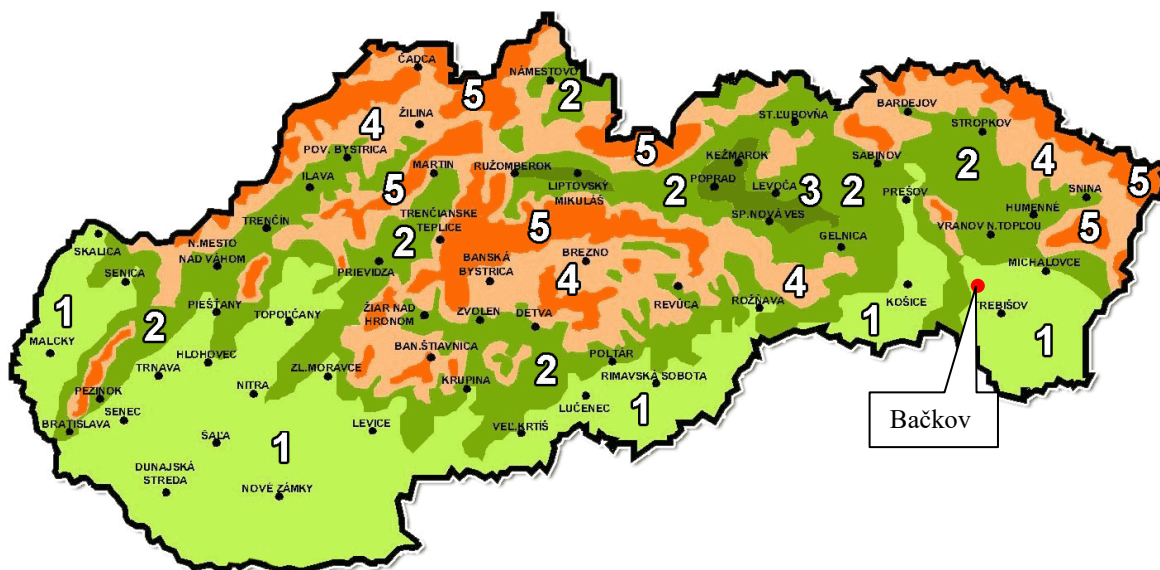 ČADCA
NÁMESTOVO
5
2
ŽILINA
4
POV. BYSTRICA
ILAVA
MARTIN
RUŽOMBEROK
5
LIPTOVSKÝ
MIKULÁŠ
5
2
ST.ĽUBOVŇA
KEŽMAROK
POPRAD
LEVOČA
3
2
SP.NOVÁ VES
SABINOV
BARDEJOV
STROPKOV
2
4
PREŠOV
SNINA
5
HUMENNÉ
5
VRANOV N.TOPĽOU
MICHALOVCE
GELNICA
TRENČÍN
TRENČIANSKE
TEPLICE
2
5
N.MESTO
NAD VÁHOM
PRIEVIDZA
BANSKÁ
BYSTRICA
BREZNO
4
4
SKALICA
SENICA
1
MALCKY
2
PIEŠŤANY
TOPOĽČANY
ŽIAR NAD
HRONOM
ZVOLEN
DETVA
REVÚCA
ROŽŇAVA
KOŠICE
1
TREBIŠOV
1
HLOHOVEC
TRNAVA
NITRA
ZL.MORAVCE
BAN.ŠTIAVNICA
KRUPINA
2
POLTÁR
RIMAVSKÁ SOBOTA
1
LUČENEC
PEZINOK
SENEC
BRATISLAVA
ŠAĽA
1
LEVICE
VEĽ.KRTÍŠ
DUNAJSKÁ
STREDA
NOVÉ ZÁMKY
Bačkov